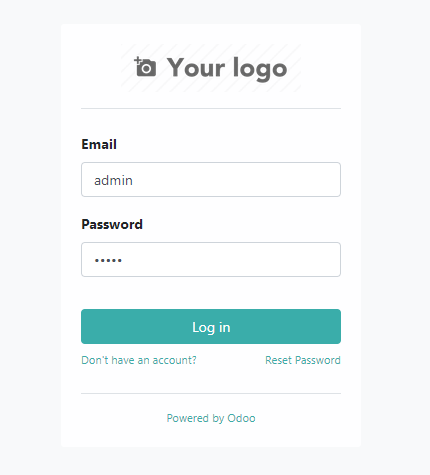 Your logo
Email
admin
Password
•••••
Log in
Don't have an account? Reset Password
Powered by Odoo